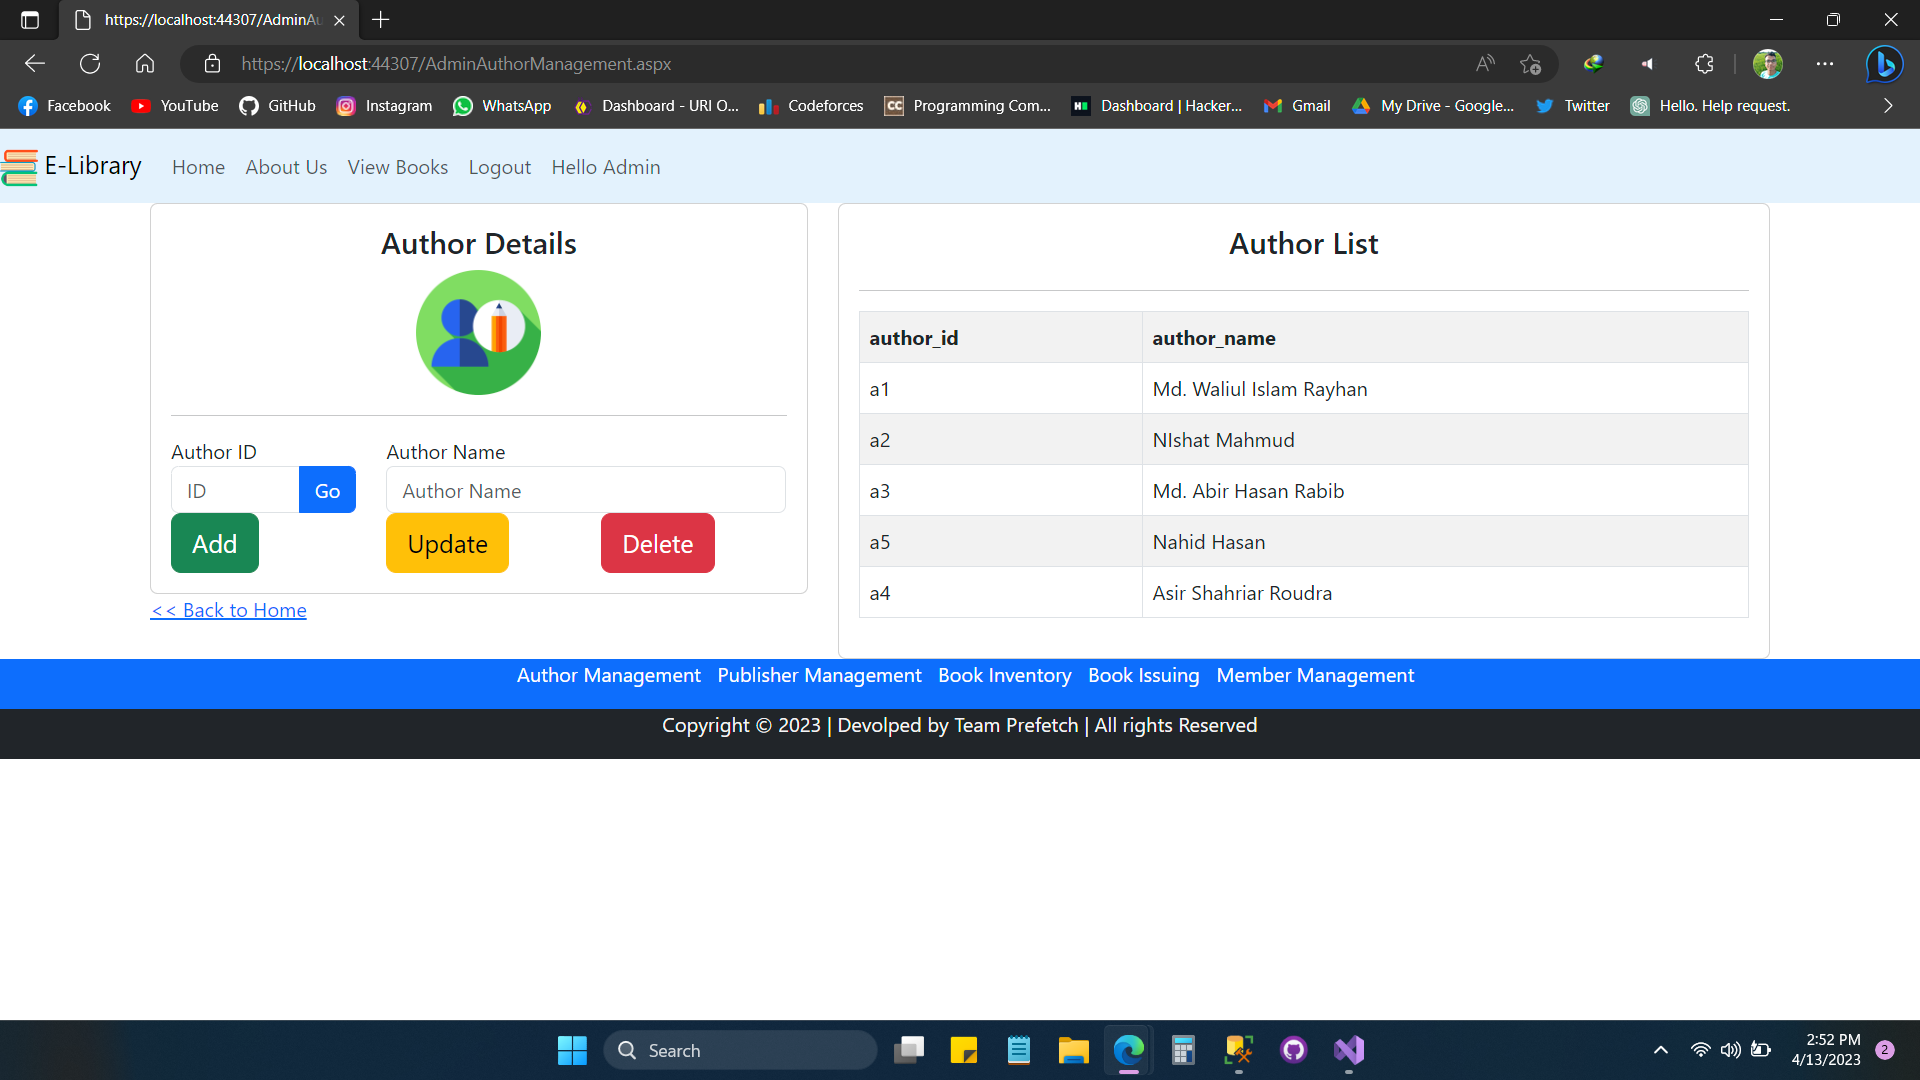 https://localhost:44307/AdminAu
https://localhost:44307/AdminAuthorManagement.aspx
Facebook YouTube GitHub Instagram WhatsApp Dashboard - URI O... Codeforces CC Programming Com... Dashboard | Hacker... Gmail My Drive - Google... Twitter Hello. Help request.
E-Library Home About Us View Books Logout Hello Admin
Author Details
Author ID Author Name
ID Go Author Name
Add Update Delete
<< Back to Home
Author List
author_id author_name
a1 Md. Waliul Islam Rayhan
a2 NIshat Mahmud
a3 Md. Abir Hasan Rabib
a5 Nahid Hasan
a4 Asir Shahriar Roudra
Author Management Publisher Management Book Inventory Book Issuing Member Management
Copyright © 2023 | Devolped by Team Prefetch | All rights Reserved
Search
2:52 PM
4/13/2023
2